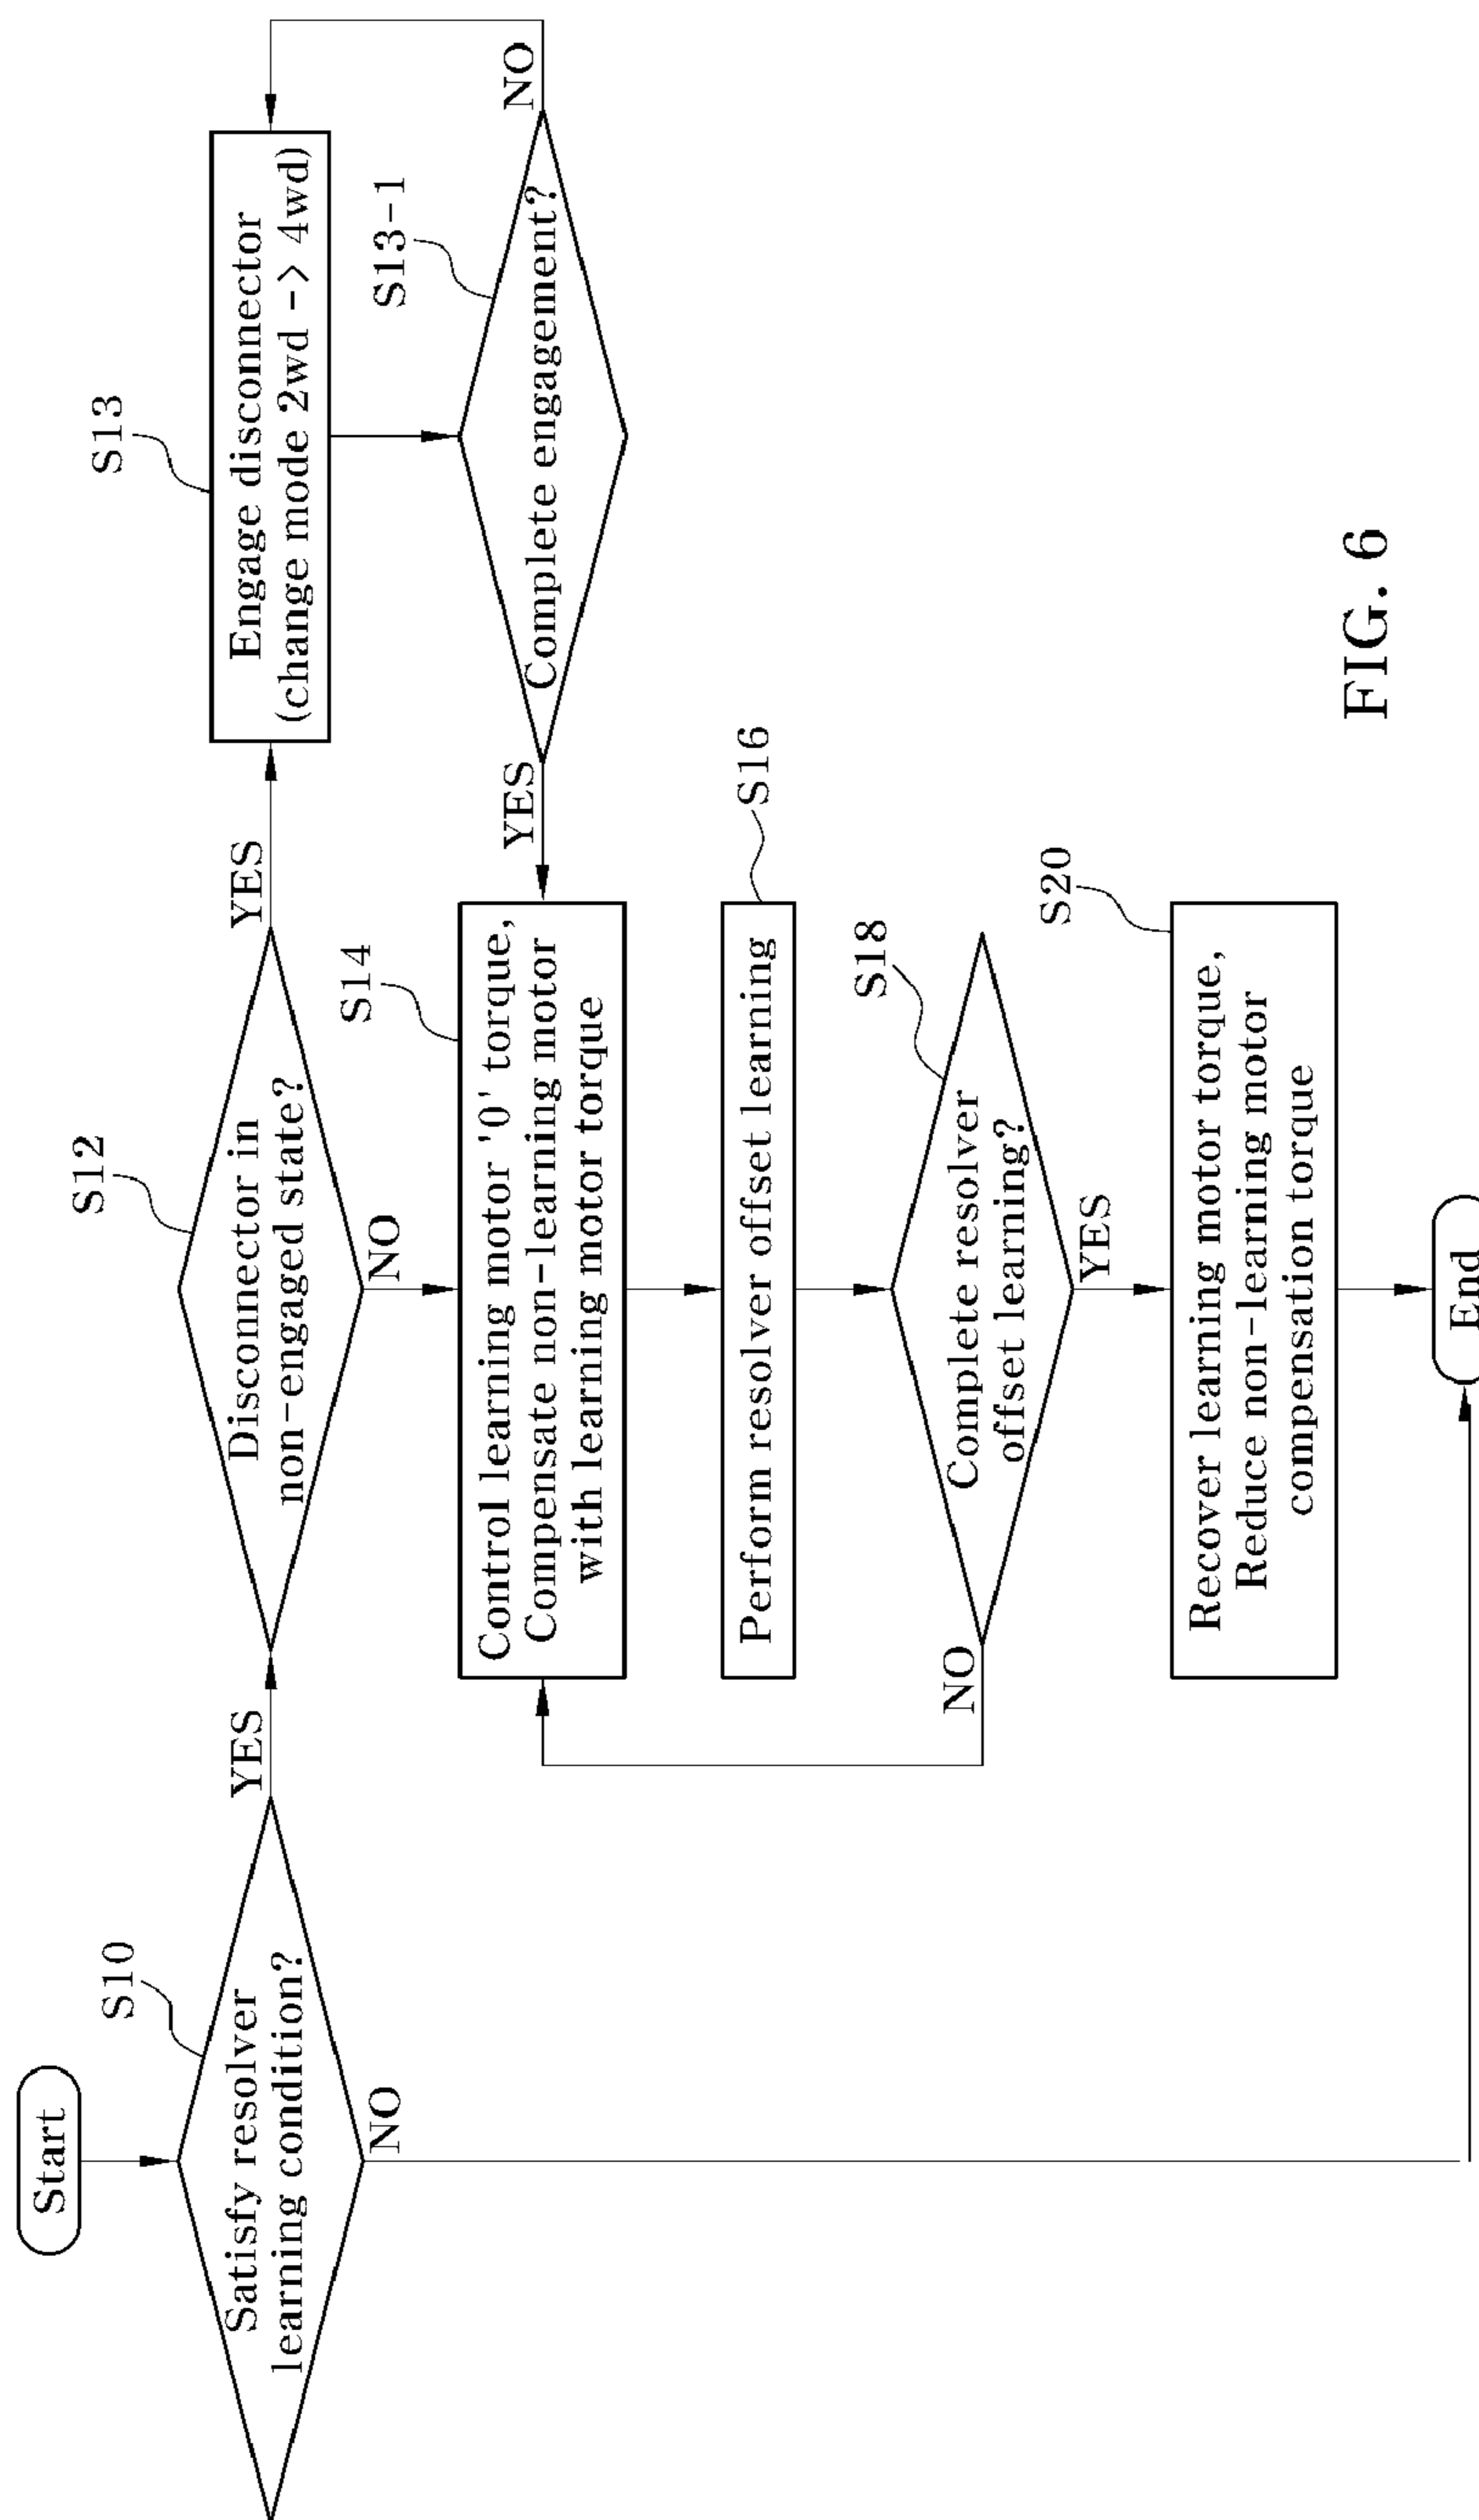 Start
S10
Satisfy resolver
learning condition?
YES
NO
S12
Disconnector in
non-engaged state?
YES
NO
S13
Engage disconnector
(change mode 2wd -> 4wd)
S13-1
Complete engagement?
NO
YES
S14
Control learning motor '0' torque,
Compensate non-learning motor
with learning motor torque
S16
Perform resolver offset learning
S18
Complete resolver
offset learning?
NO
YES
S20
Recover learning motor torque,
Reduce non-learning motor
compensation torque
End
FIG. 6